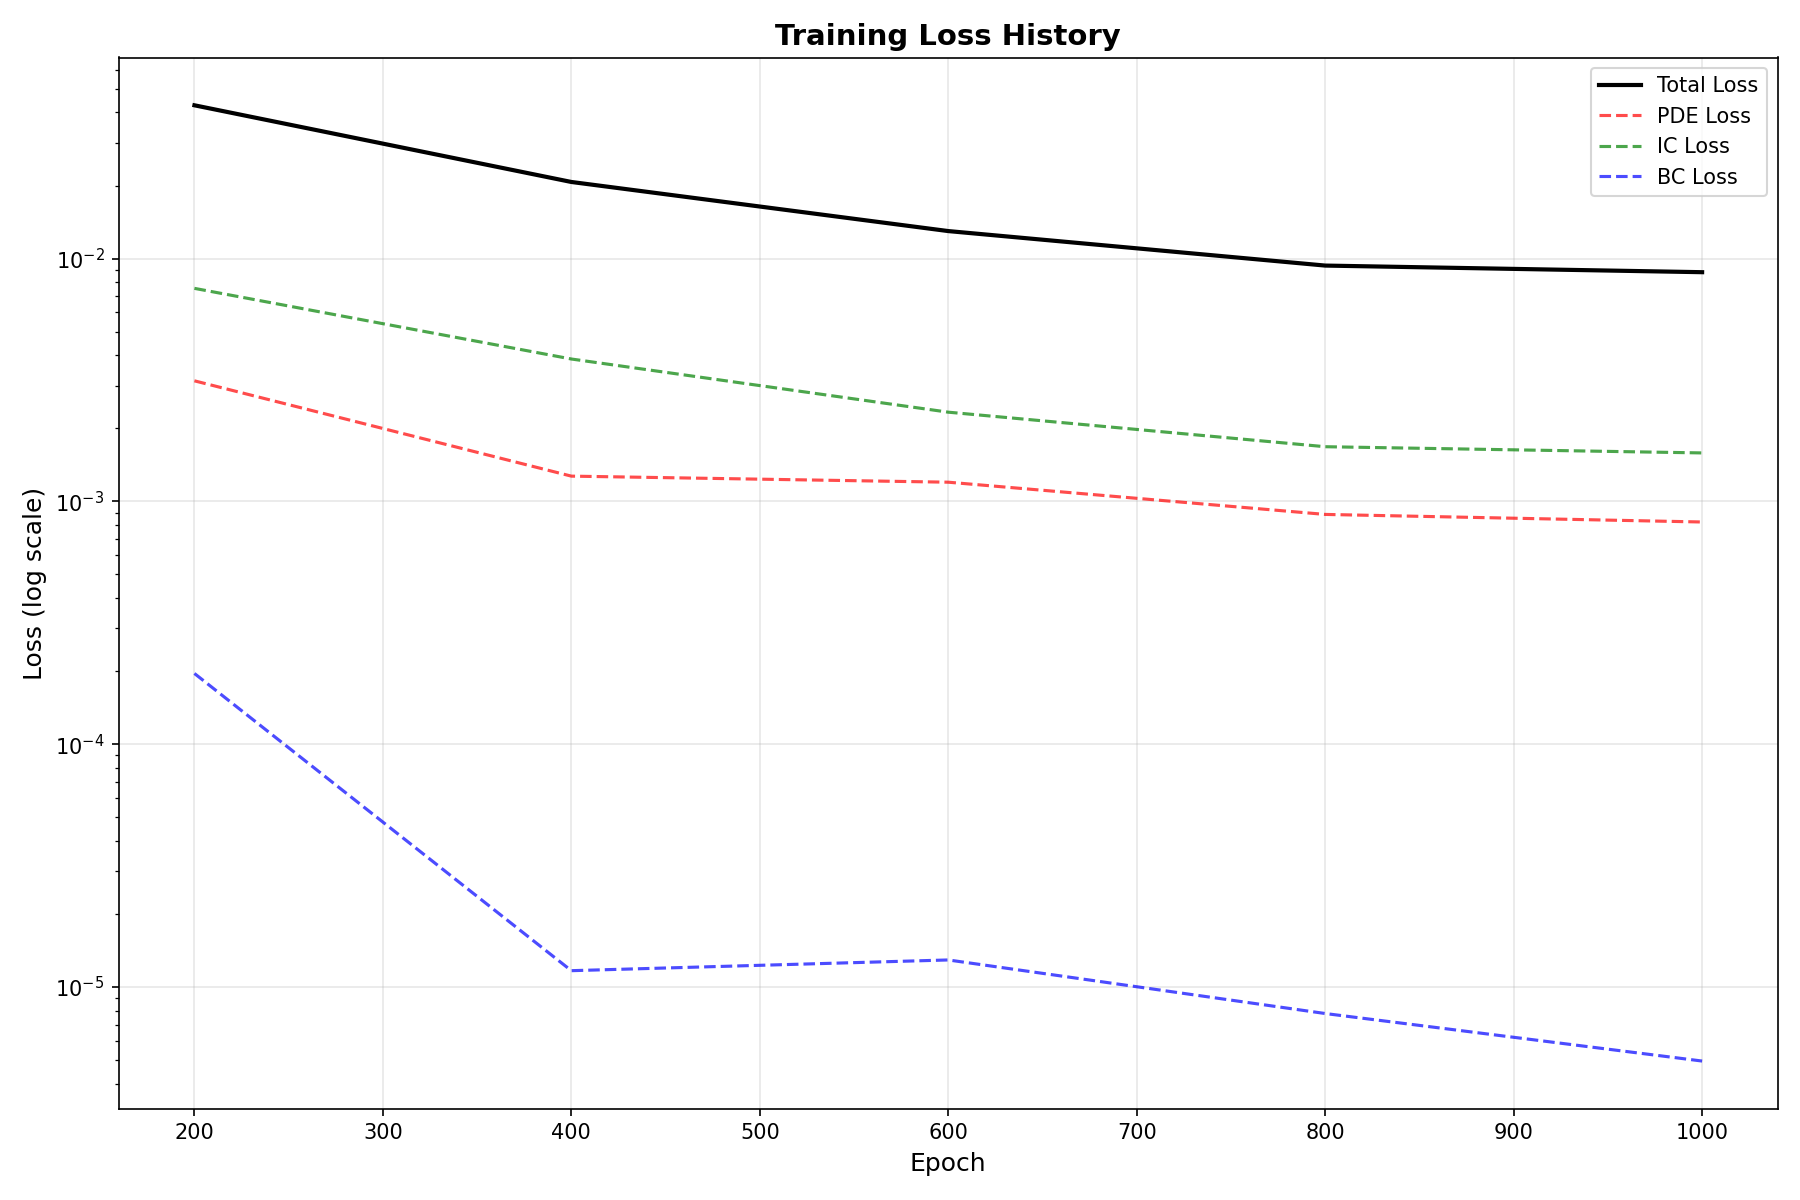 Training Loss History
Total Loss
PDE Loss
IC Loss
BC Loss
Loss (log scale)
10⁻²
10⁻³
10⁻⁴
10⁻⁵
200 300 400 500 600 700 800 900 1000
Epoch